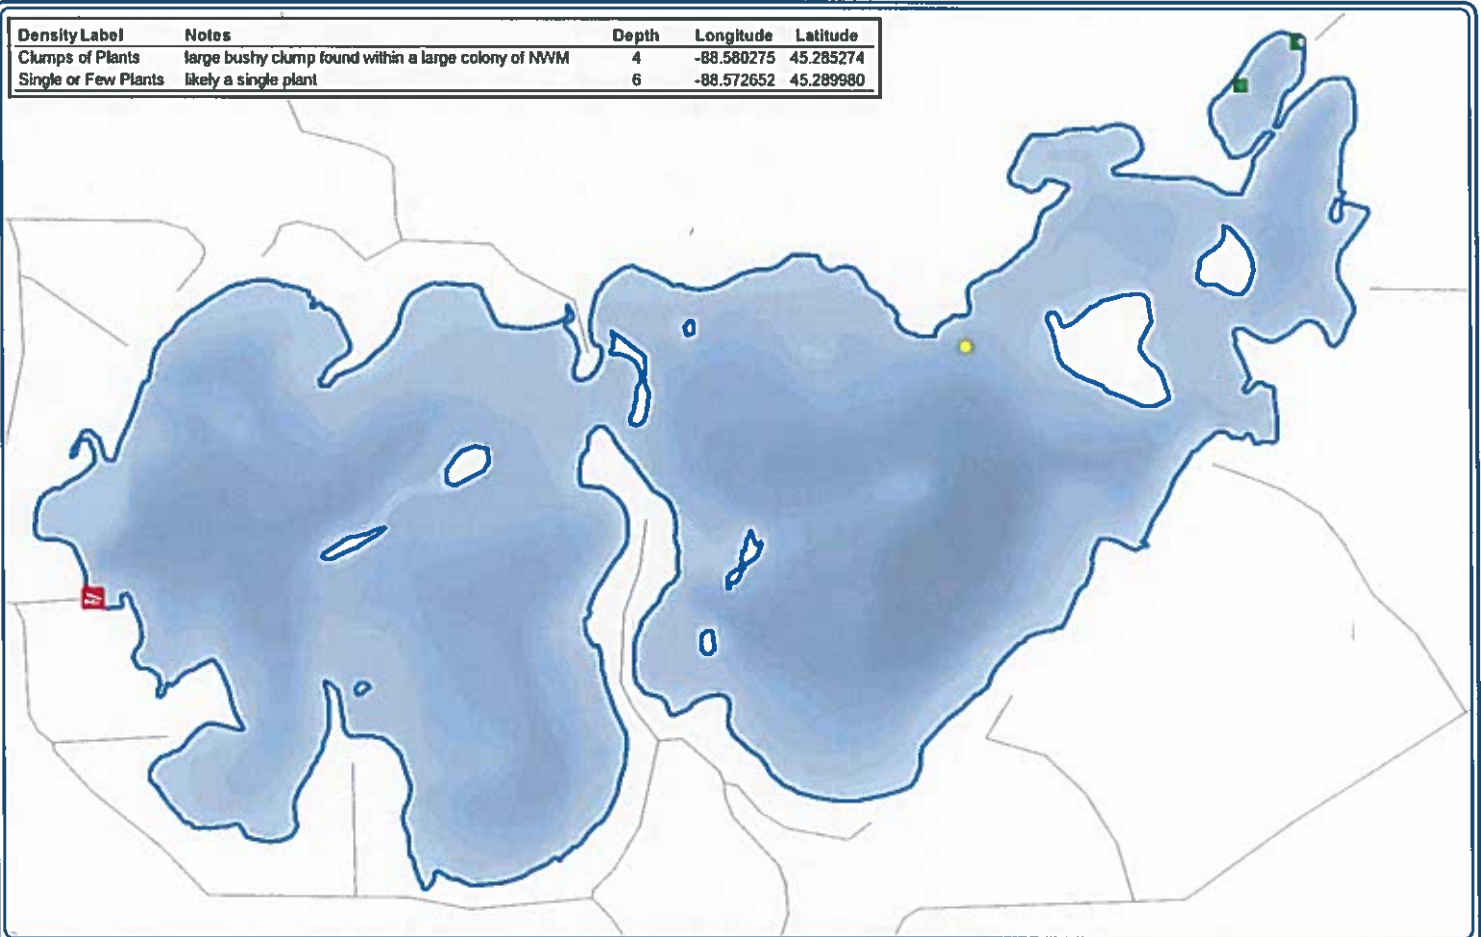 Density Label Notes Depth Longitude Latitude
Clumps of Plants large bushy clump found within a large colony of NWM 4 -88.580275 45.285274
Single or Few Plants likely a single plant 6 -88.572652 45.289980